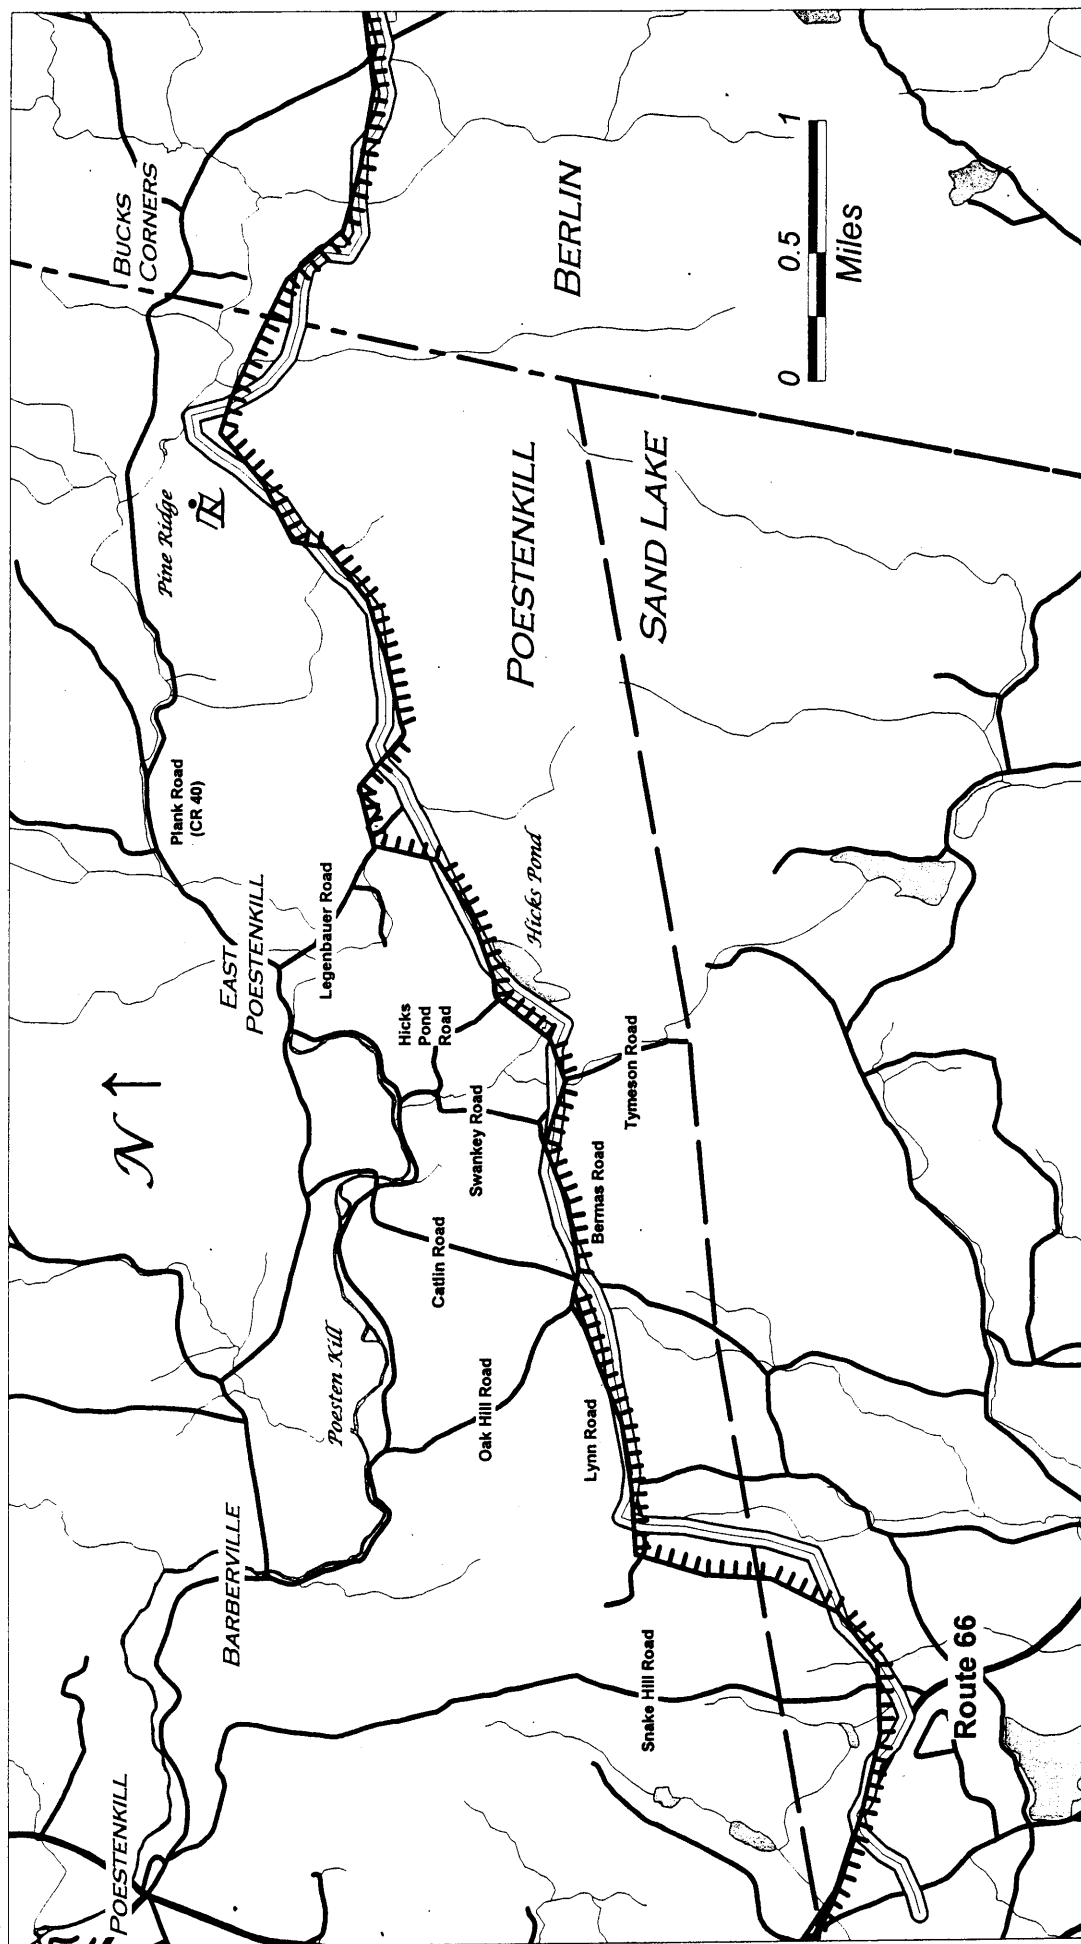 BUCKS
CORNERS
BERLIN
0
0.5
1
Miles
Pine Ridge
POESTENKILL
SAND LAKE
Plank Road
(CR 40)
Legenbauer Road
EAST
POESTENKILL
Hicks Pond
Hicks
Pond
Road
N
Swankey Road
Tymeson Road
Bermas Road
Catlin Road
Poesten Kill
Oak Hill Road
Lynn Road
BARBERVILLE
Snake Hill Road
Route 66
POESTENKILL